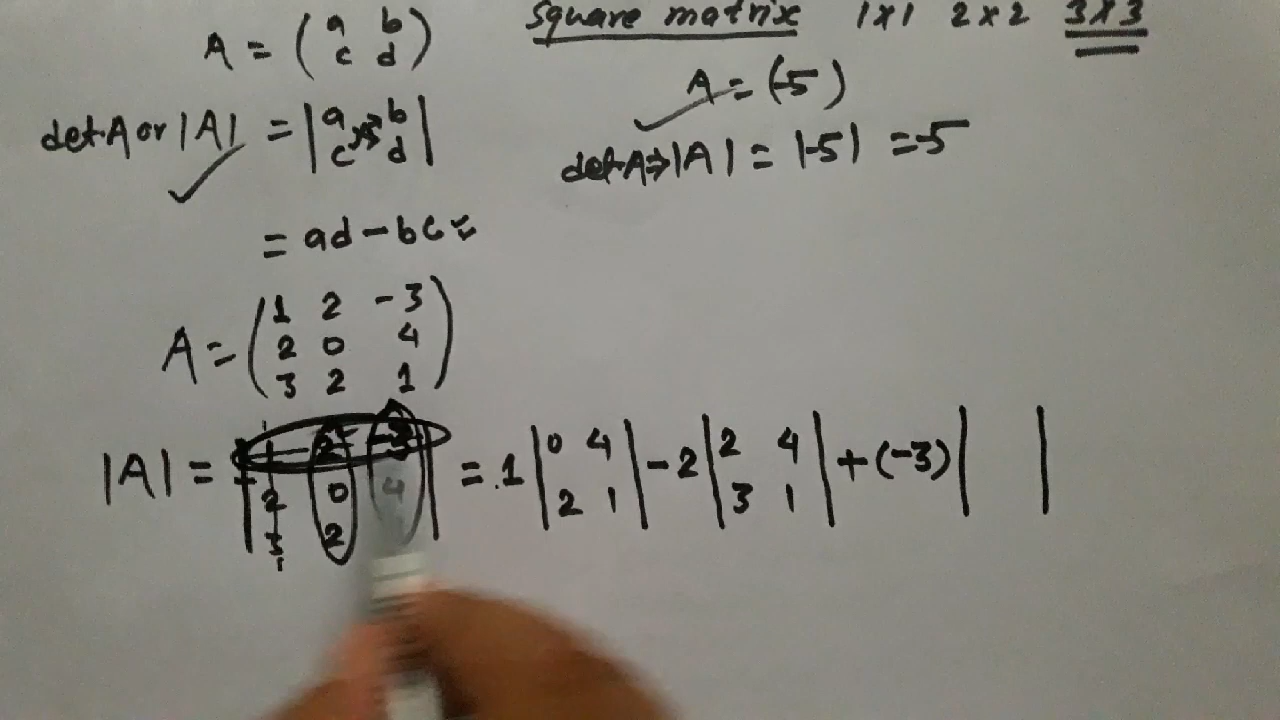 square matrix 1x1 2x2 3x3
A = (a b
c d)
A = (-5)
det A or |A| = |a b
c d|
det A ⇒ |A| = |-5| = -5
= ad - bc =
A = (1 2 -3
2 0 4
3 2 1)
|A| = |1 2 -3
2 0 4
3 2 | = 1 |0 4
2 1| - 2 |2 4
3 1| + (-3) | |